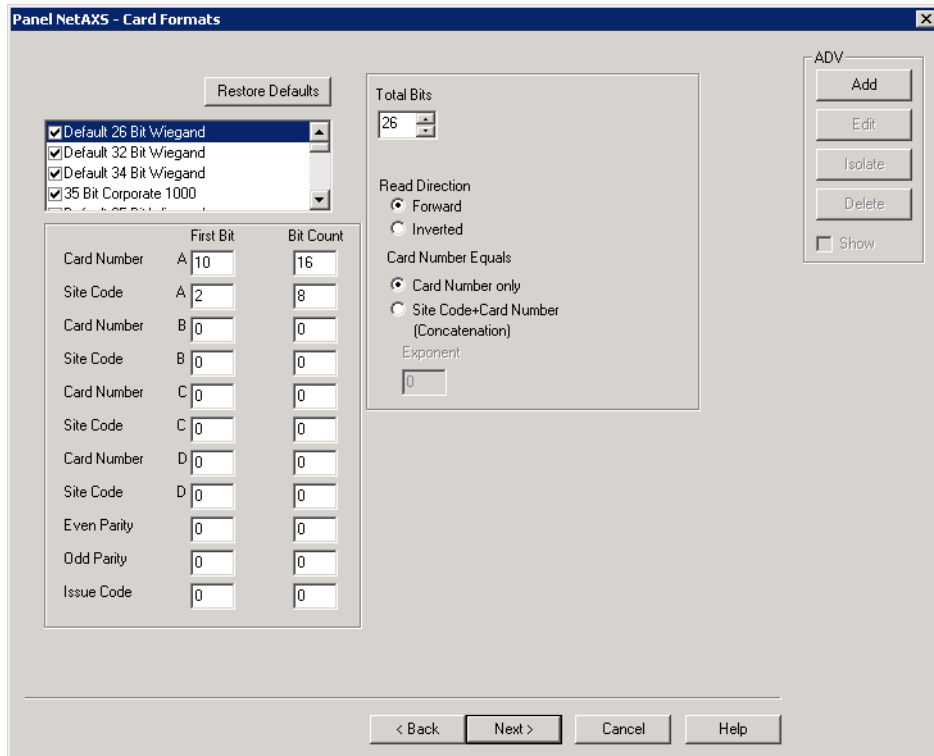 Panel NetAXS - Card Formats
ADV
Restore Defaults
Add
Edit
Isolate
Delete
Show
Default 26 Bit Wiegand
Default 32 Bit Wiegand
Default 34 Bit Wiegand
35 Bit Corporate 1000
First Bit Bit Count
Card Number A 10 16
Site Code A 2 8
Card Number B 0 0
Site Code B 0 0
Card Number C 0 0
Site Code C 0 0
Card Number D 0 0
Site Code D 0 0
Even Parity 0 0
Odd Parity 0 0
Issue Code 0 0
Total Bits
26
Read Direction
Forward
Inverted
Card Number Equals
Card Number only
Site Code+Card Number
(Concatenation)
Exponent
0
< Back Next > Cancel Help